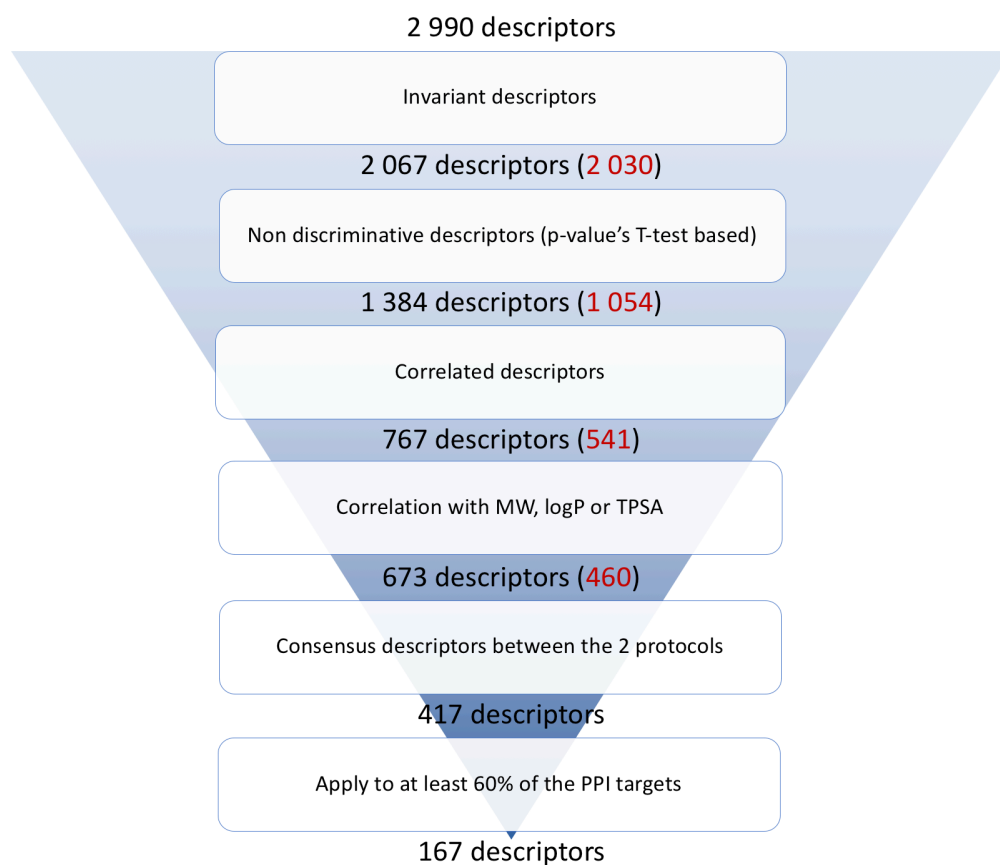 2 990 descriptors
Invariant descriptors
2 067 descriptors (2 030)
Non discriminative descriptors (p-value’s T-test based)
1 384 descriptors (1 054)
Correlated descriptors
767 descriptors (541)
Correlation with MW, logP or TPSA
673 descriptors (460)
Consensus descriptors between the 2 protocols
417 descriptors
Apply to at least 60% of the PPI targets
167 descriptors